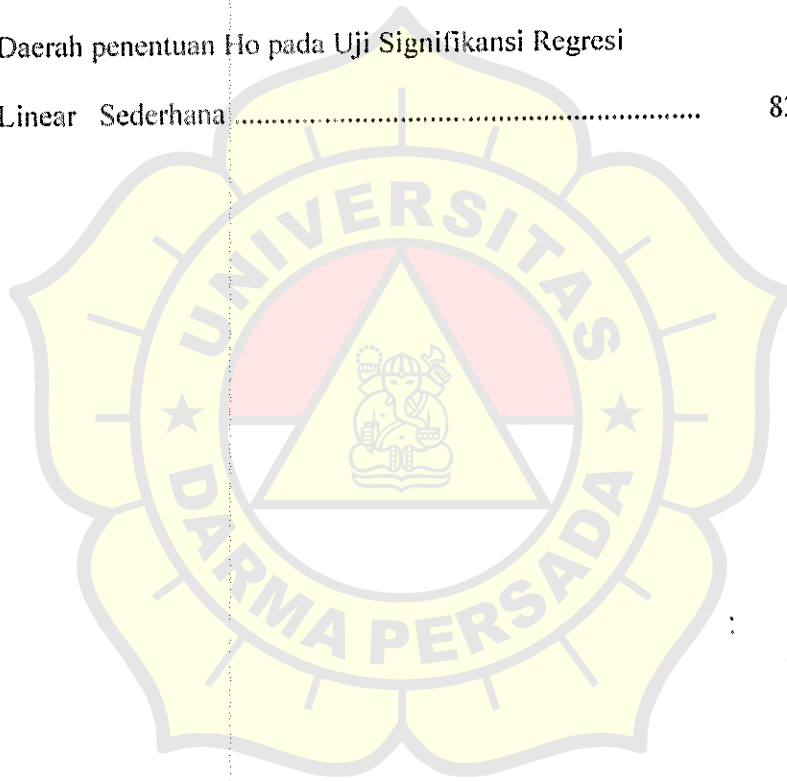 Daerah penentuan Ho pada Uji Signifikansi Regresi
Linear Sederhana ............................................................
UNIVERSITAS
DARMA PERSADA